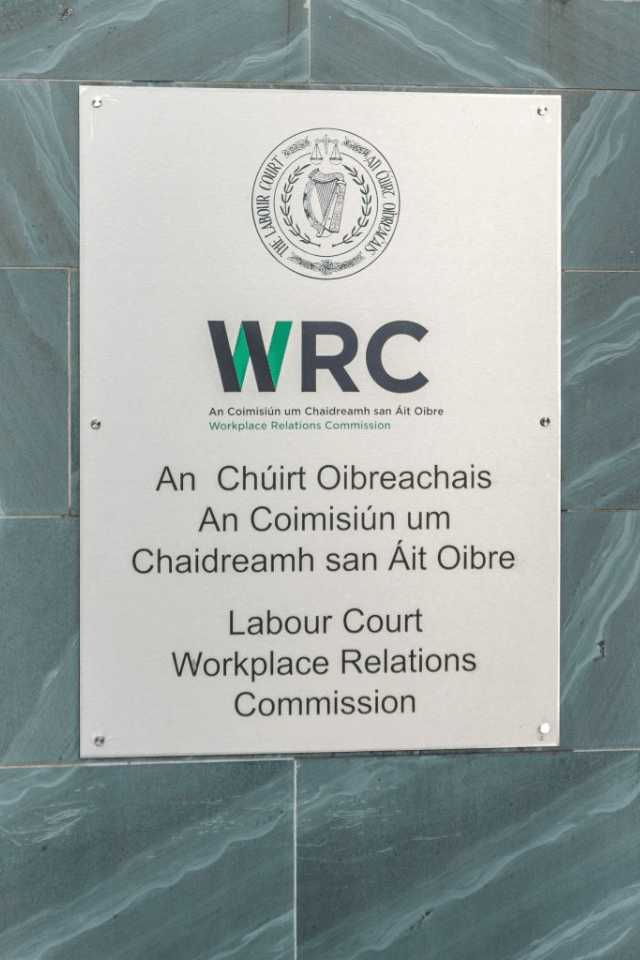 THE LABOUR COURT
AN CÚIRT OIBREACHAIS
WRC
An Coimisiún um Chaidreamh san Áit Oibre
Workplace Relations Commission
An Chúirt Oibreachais
An Coimisiún um
Chaidreamh san Áit Oibre
Labour Court
Workplace Relations
Commission